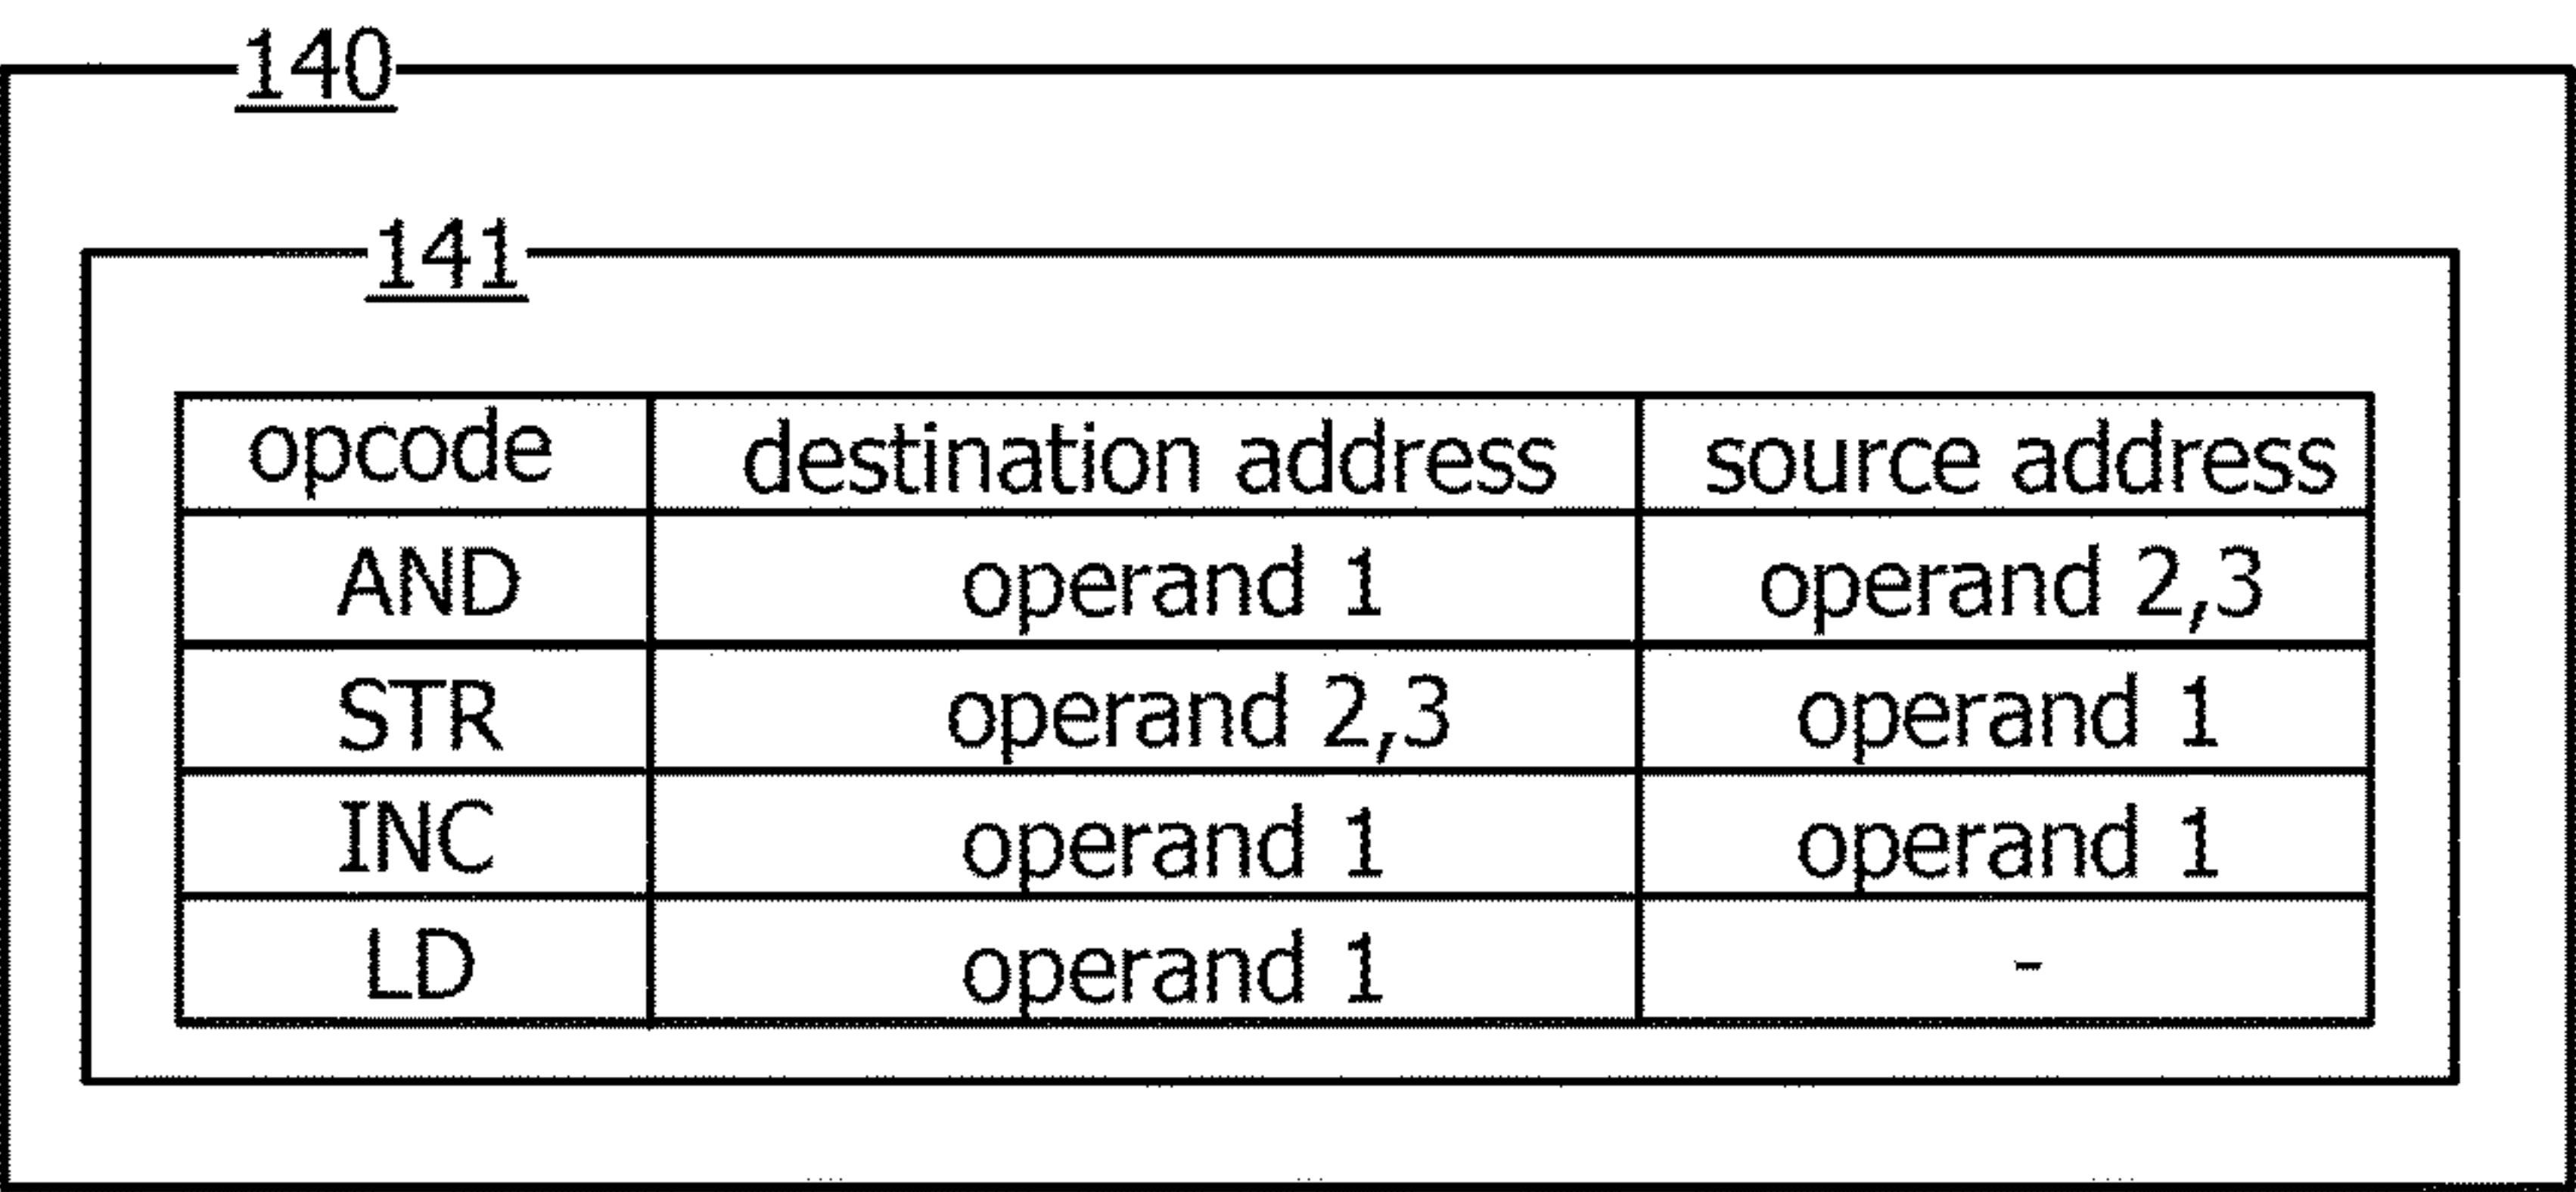 140
141
opcode destination address source address
AND operand 1 operand 2,3
STR operand 2,3 operand 1
INC operand 1 operand 1
LD operand 1 -